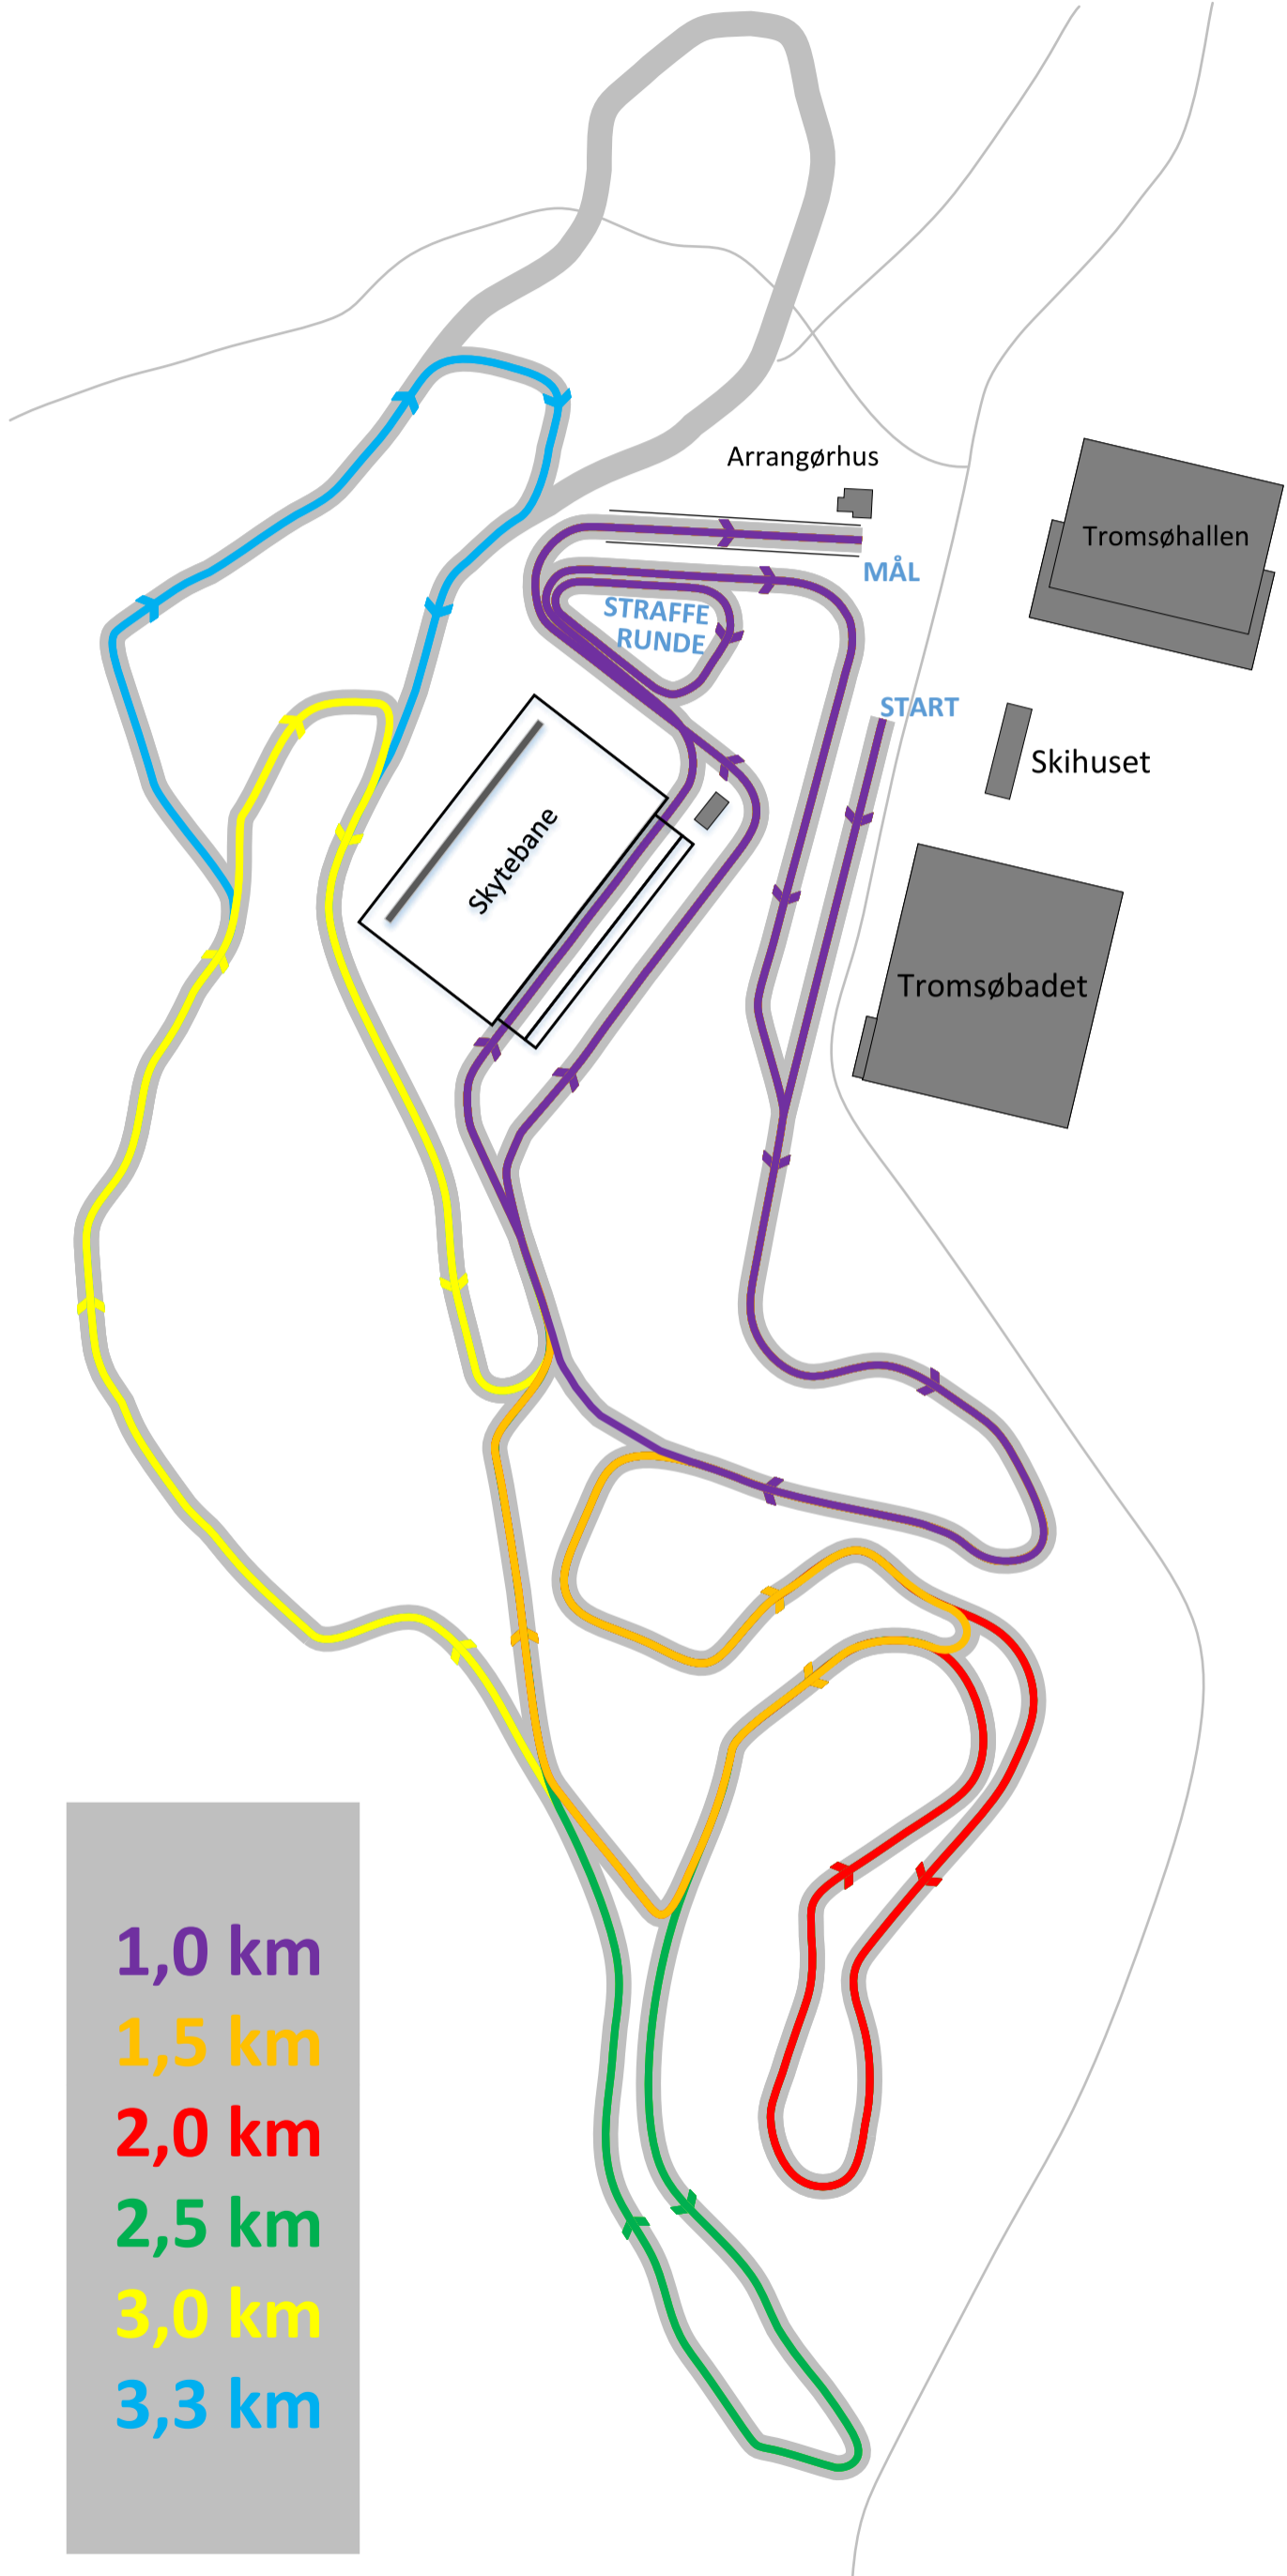 Arrangørhus
Tromsøhallen
MÅL
STRAFFE
RUNDE
START
Skihuset
Skytebane
Tromsøbadet
1,0 km
1,5 km
2,0 km
2,5 km
3,0 km
3,3 km